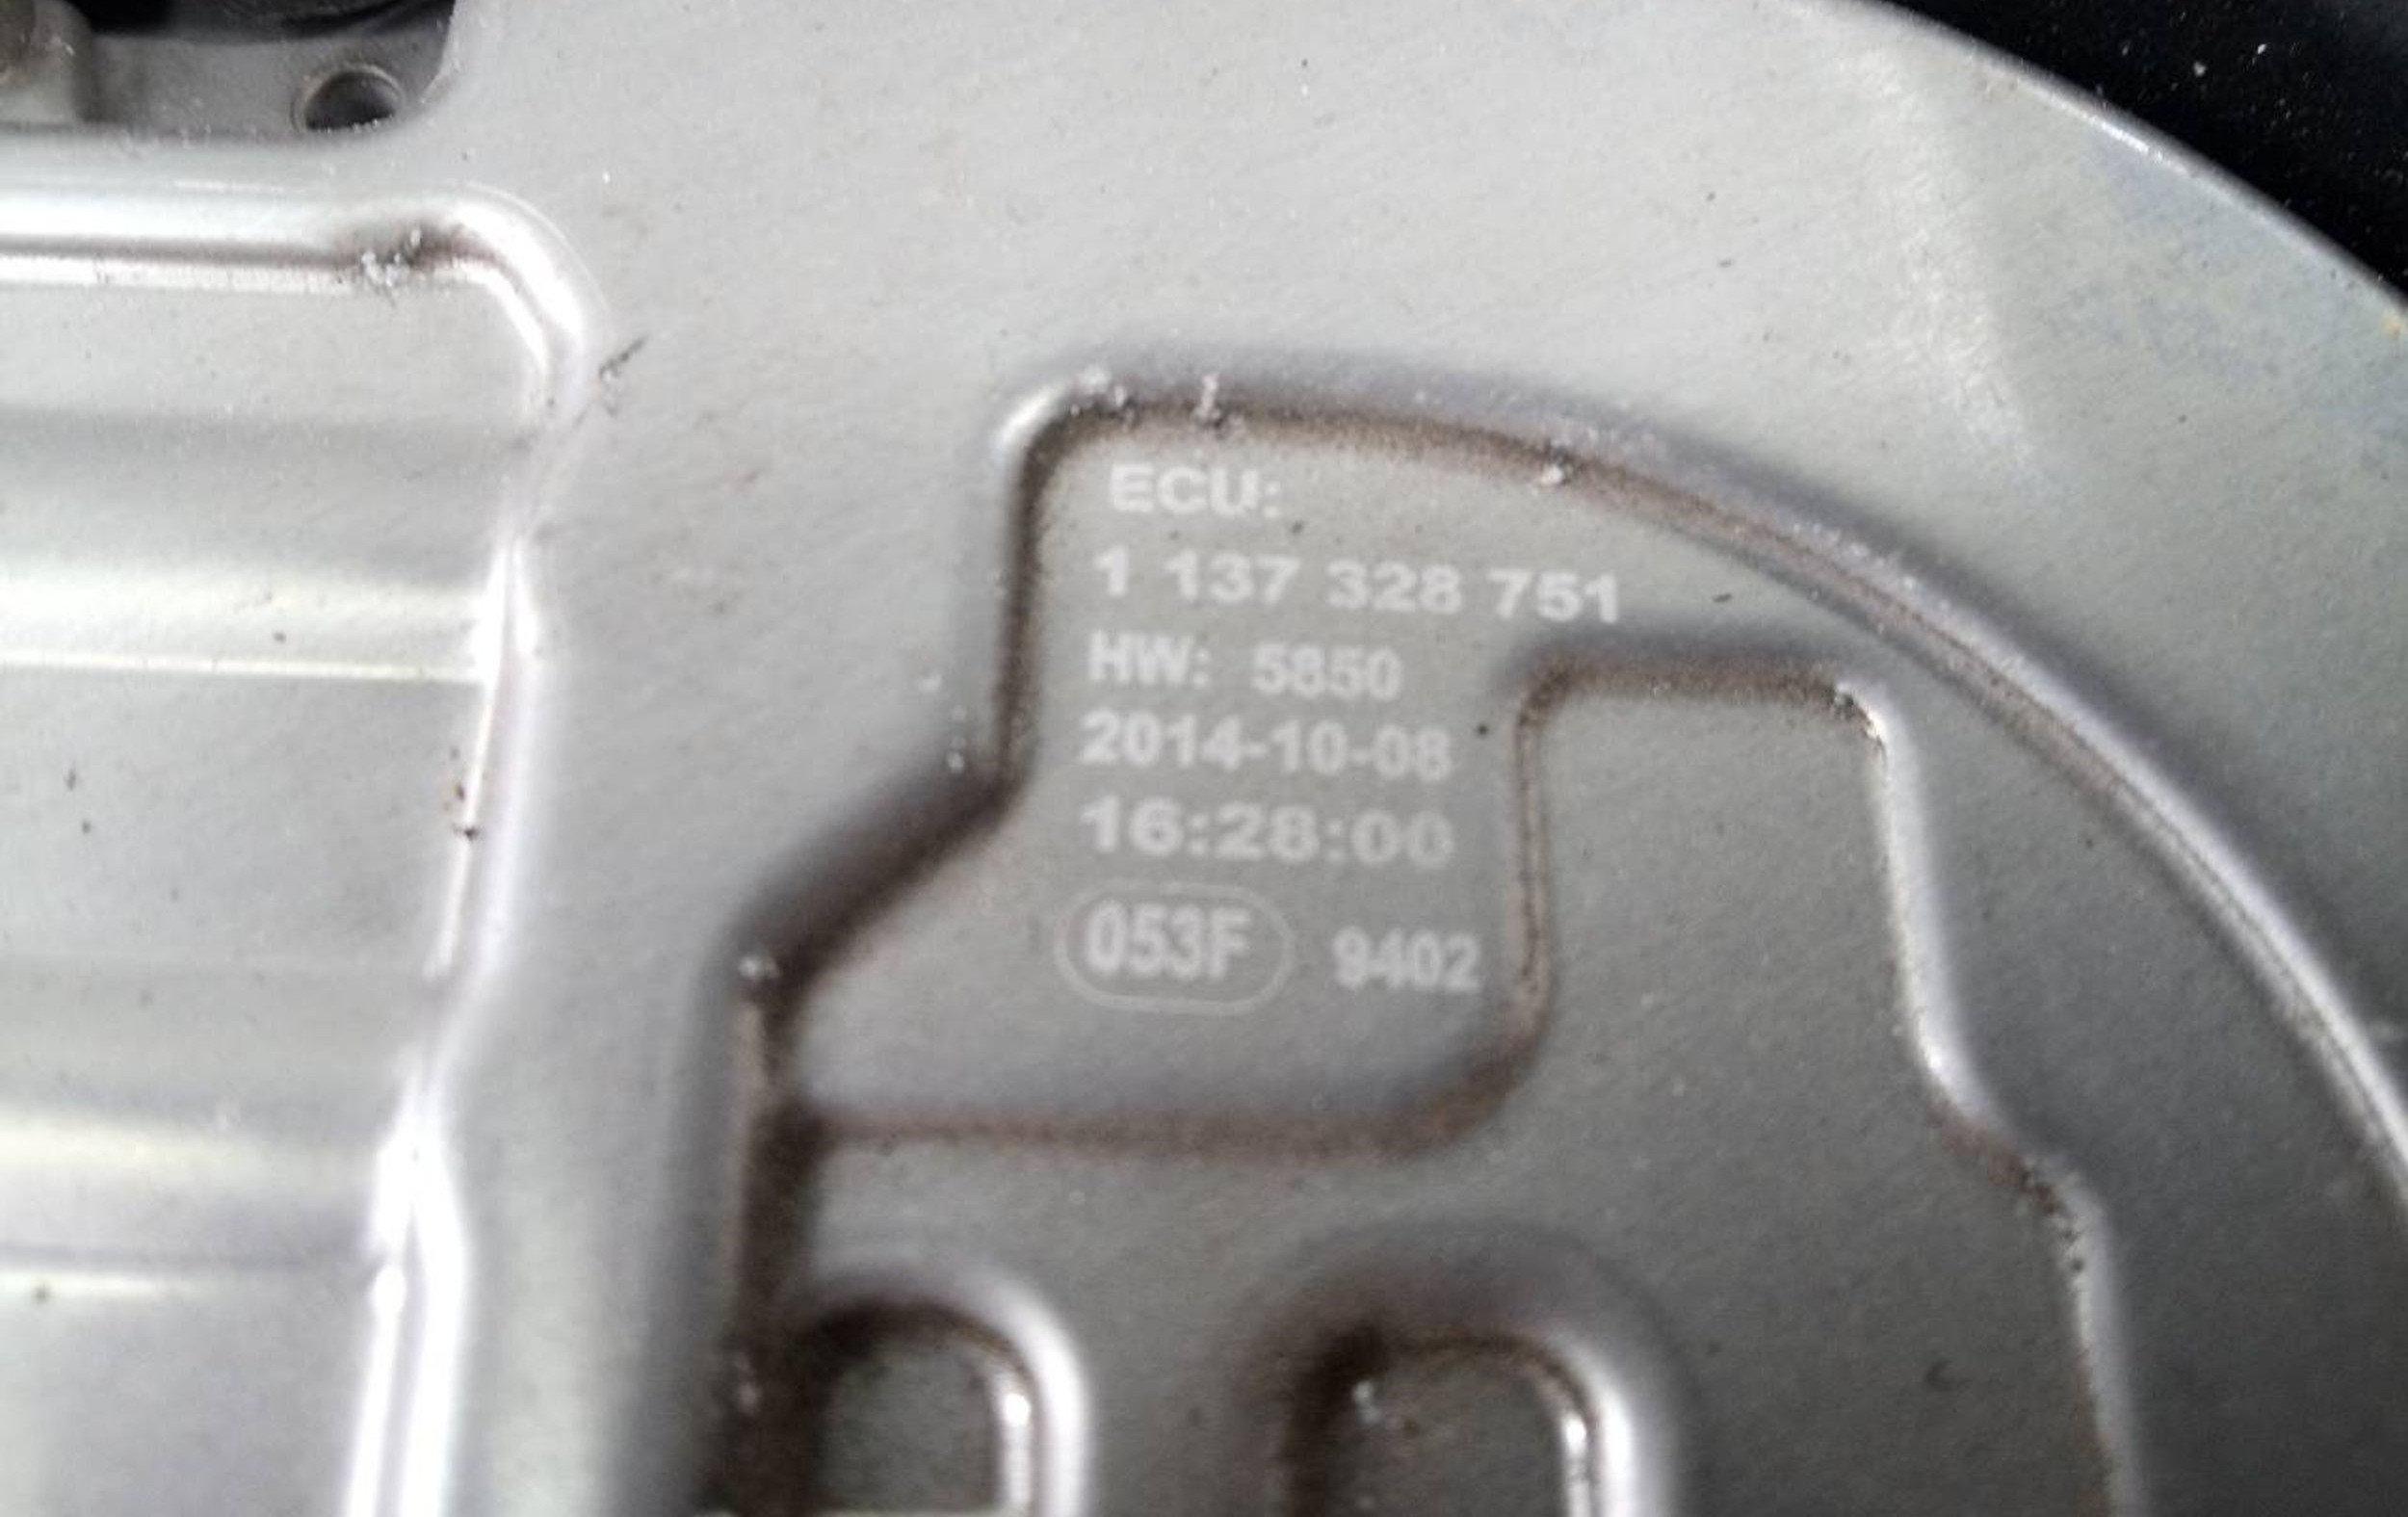 ECU:
1 137 328 751
HW: 5850
2014-10-08
16:28:00
053F 9402